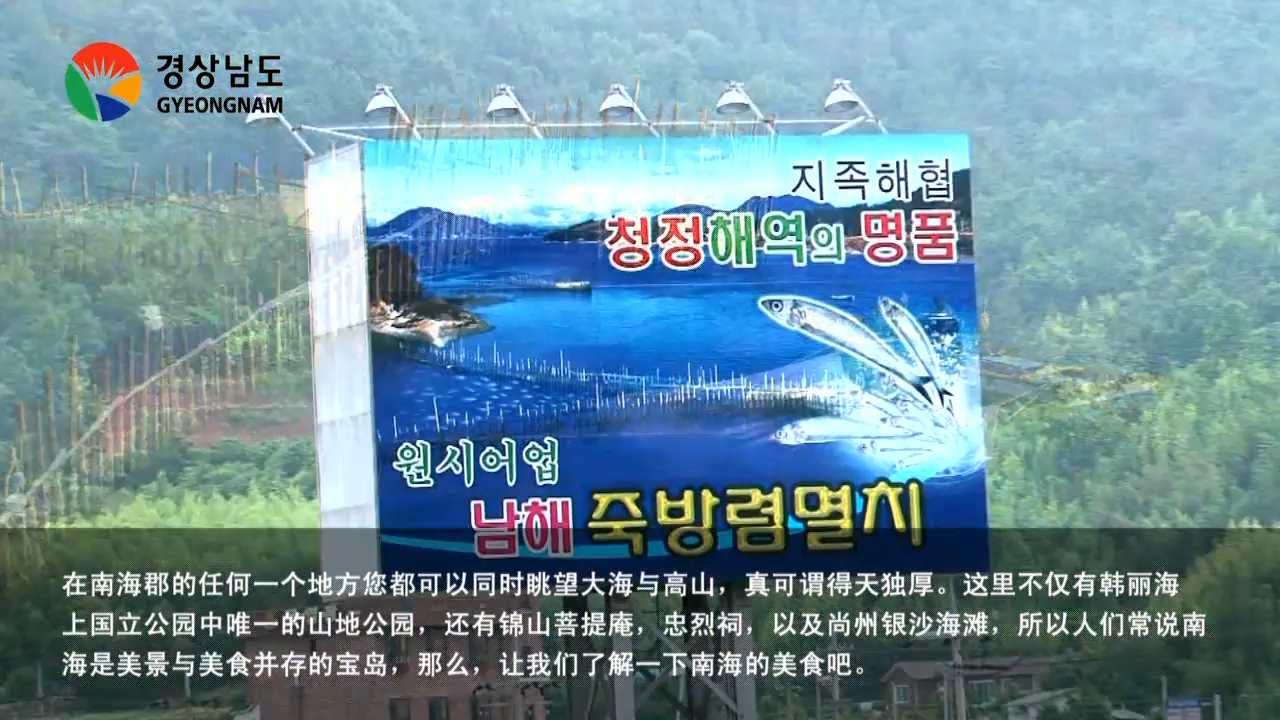 경상남도
GYEONGNAM
지족해협
청정해역의 명품
원시어업
남해 죽방렴멸치
在南海郡的任何一个地方您都可以同时眺望大海与高山，真可谓得天独厚。这里不仅有韩丽海
上国立公园中唯一的山地公园，还有锦山菩提庵，忠烈祠，以及尚州银沙海滩，所以人们常说南
海是美景与美食并存的宝岛，那么，让我们了解一下南海的美食吧。